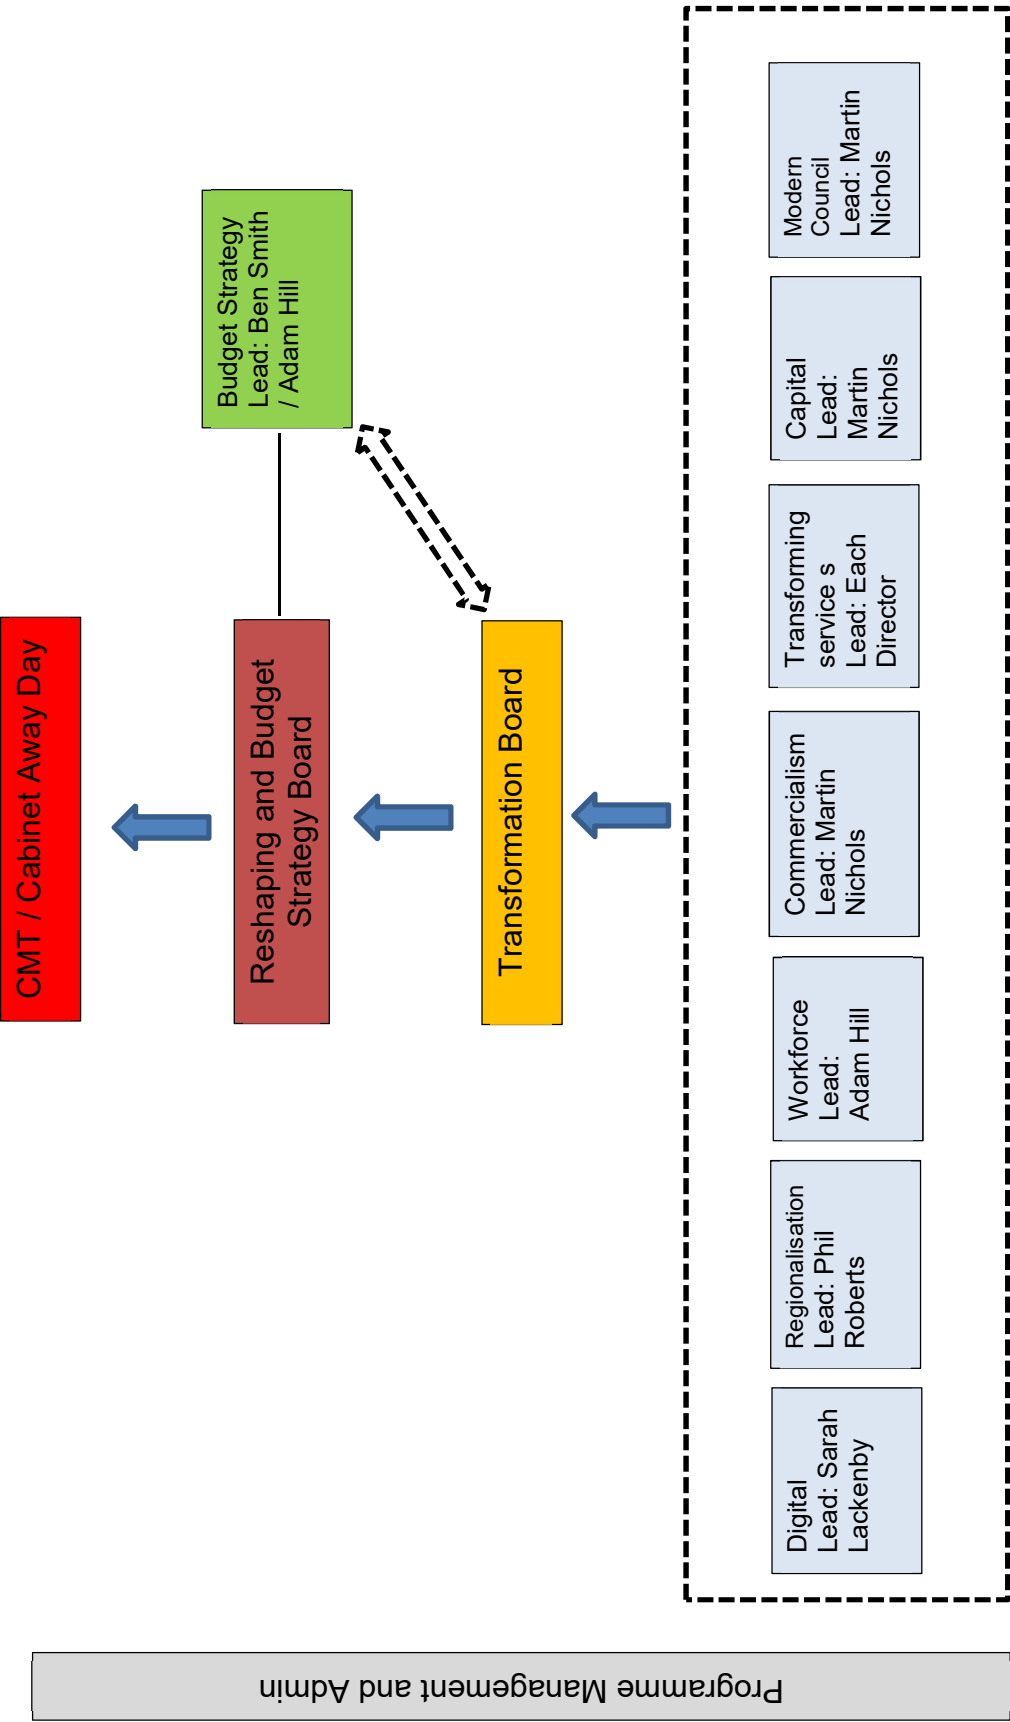 CMT / Cabinet Away Day
Reshaping and Budget
Strategy Board
Budget Strategy
Lead: Ben Smith
/ Adam Hill
Transformation Board
Digital
Lead: Sarah
Lackenby
Regionalisation
Lead: Phil
Roberts
Workforce
Lead:
Adam Hill
Commercialism
Lead: Martin
Nichols
Transforming
service s
Lead: Each
Director
Capital
Lead:
Martin
Nichols
Modern
Council
Lead: Martin
Nichols
Programme Management and Admin